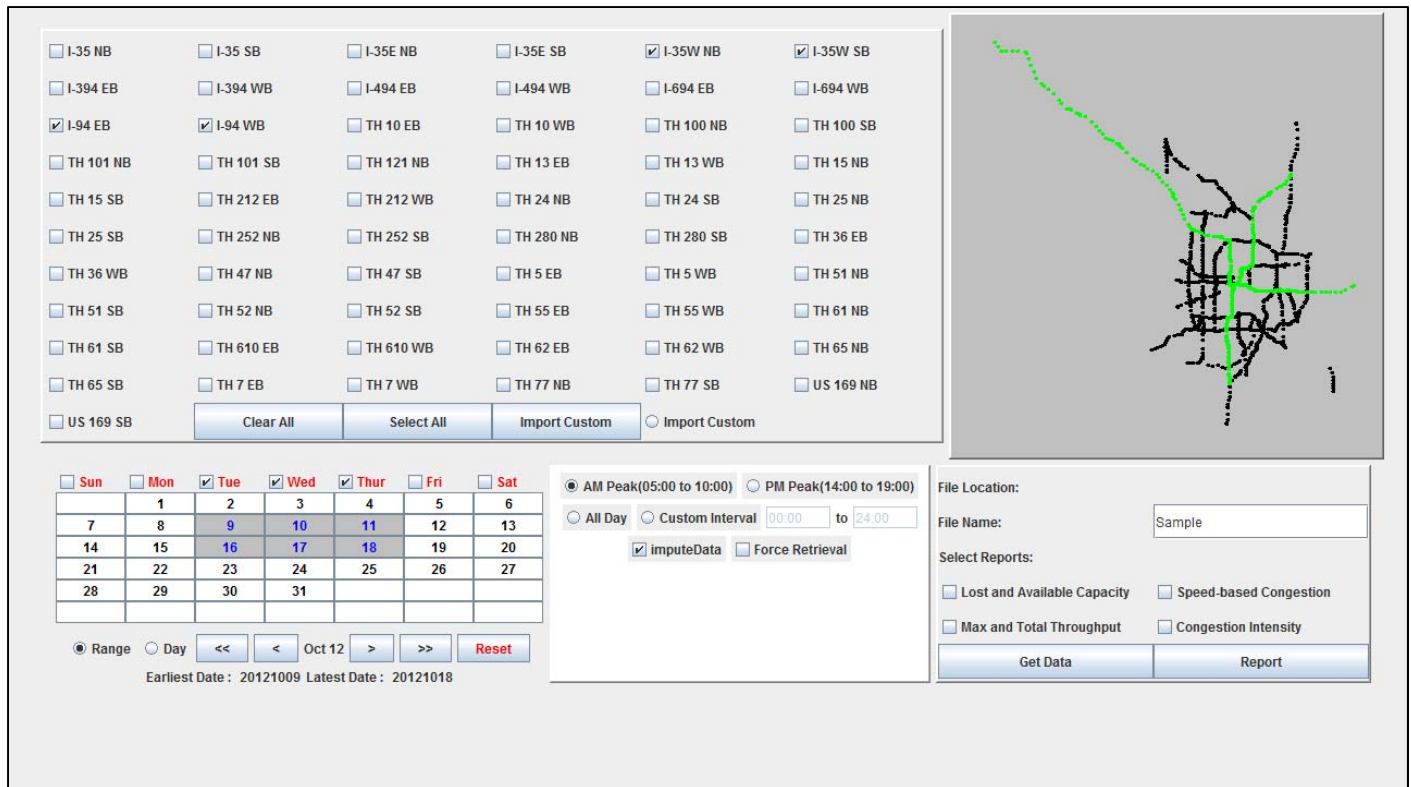 I-35 NB I-35 SB I-35E NB I-35E SB I-35W NB I-35W SB
I-394 EB I-394 WB I-494 EB I-494 WB I-694 EB I-694 WB
I-94 EB I-94 WB TH 10 EB TH 10 WB TH 100 NB TH 100 SB
TH 101 NB TH 101 SB TH 121 NB TH 13 EB TH 13 WB TH 15 NB
TH 15 SB TH 212 EB TH 212 WB TH 24 NB TH 24 SB TH 25 NB
TH 25 SB TH 252 NB TH 252 SB TH 280 NB TH 280 SB TH 36 EB
TH 36 WB TH 47 NB TH 47 SB TH 5 EB TH 5 WB TH 51 NB
TH 51 SB TH 52 NB TH 52 SB TH 55 EB TH 55 WB TH 61 NB
TH 61 SB TH 610 EB TH 610 WB TH 62 EB TH 62 WB TH 65 NB
TH 65 SB TH 7 EB TH 7 WB TH 77 NB TH 77 SB US 169 NB
US 169 SB Clear All Select All Import Custom Import Custom
Sun Mon Tue Wed Thur Fri Sat
1 2 3 4 5 6
7 8 9 10 11 12 13
14 15 16 17 18 19 20
21 22 23 24 25 26 27
28 29 30 31
Range Day << < Oct 12 > >> Reset
Earliest Date : 20121009 Latest Date : 20121018
AM Peak(05:00 to 10:00) PM Peak(14:00 to 19:00)
All Day Custom Interval 00:00 to 24:00
imputeData Force Retrieval
File Location:
File Name: Sample
Select Reports:
Lost and Available Capacity Speed-based Congestion
Max and Total Throughput Congestion Intensity
Get Data Report